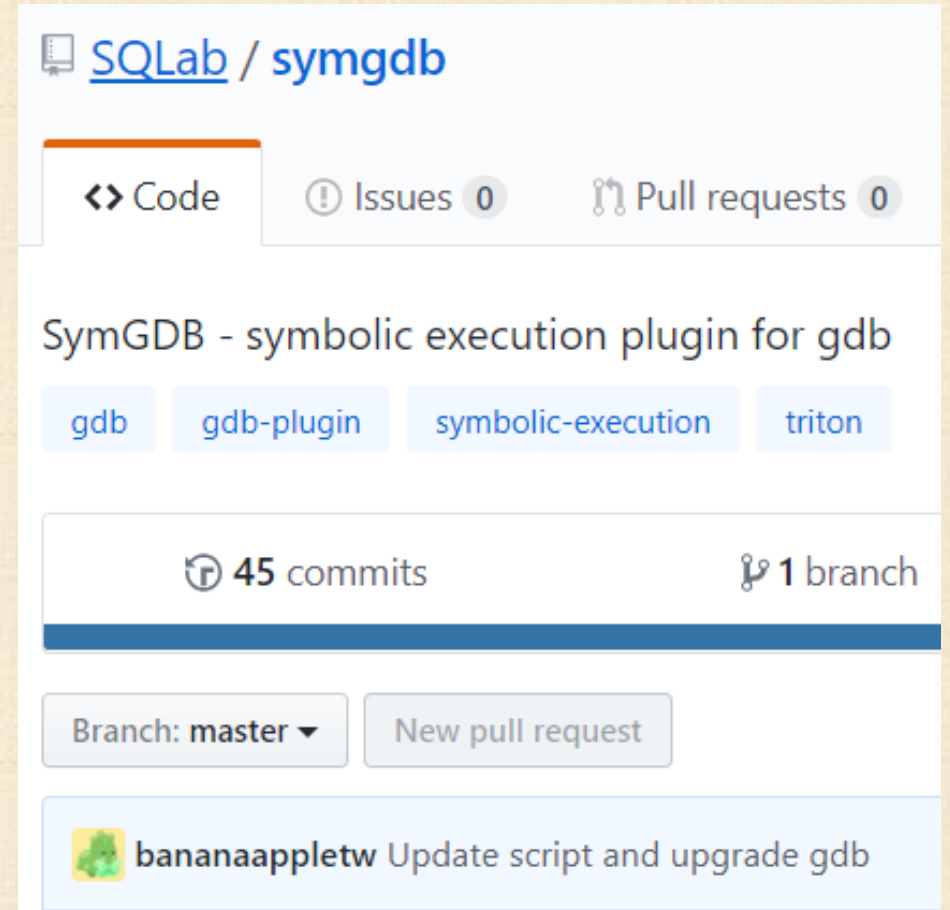 SQLab / symgdb
<> Code Issues 0 Pull requests 0
SymGDB - symbolic execution plugin for gdb
gdb gdb-plugin symbolic-execution triton
45 commits 1 branch
Branch: master New pull request
bananaappletw Update script and upgrade gdb